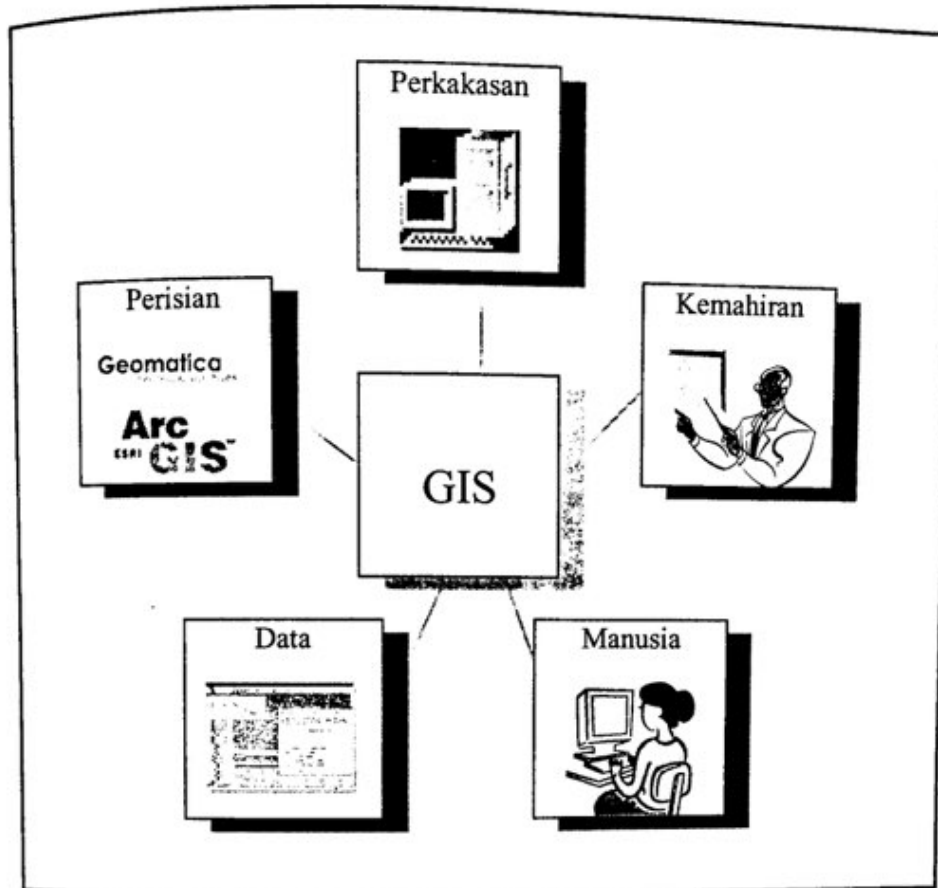 Perkakasan
Perisian
Geomatica
Arc
ESRI GIS
Kemahiran
GIS
Data
Manusia